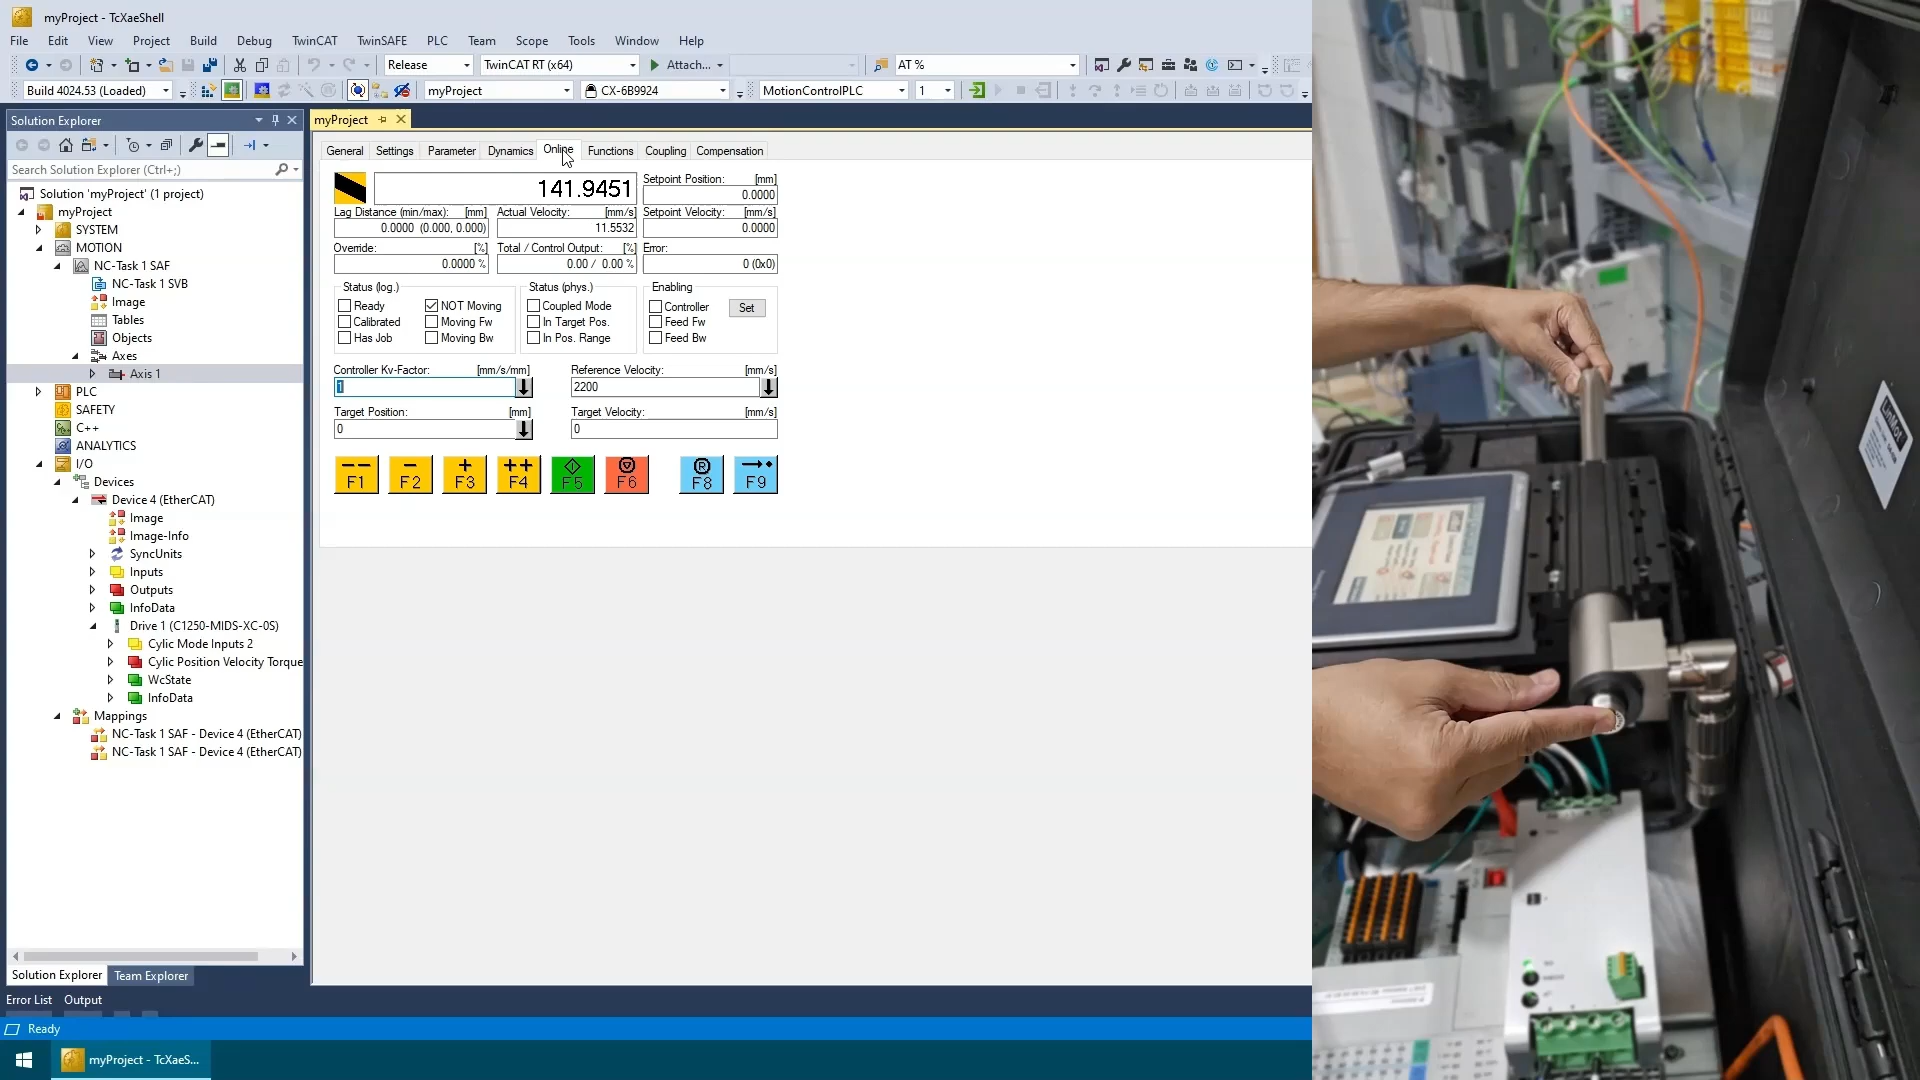 myProject - TcXaeShell
File Edit View Project Build Debug TwinCAT TwinSAFE PLC Team Scope Tools Window Help
Release TwinCAT RT (x64) Attach... AT %
Build 4024.53 (Loaded) myProject CX-6B9924 MotionControlPLC 1
Solution Explorer
Search Solution Explorer (Ctrl+;)
Solution 'myProject' (1 project)
myProject
SYSTEM
MOTION
NC-Task 1 SAF
NC-Task 1 SVB
Image
Tables
Objects
Axes
Axis 1
PLC
SAFETY
C++
ANALYTICS
I/O
Devices
Device 4 (EtherCAT)
Image
Image-Info
SyncUnits
Inputs
Outputs
InfoData
Drive 1 (C1250-MIDS-XC-0S)
Cylic Mode Inputs 2
Cylic Position Velocity Torque
WcState
InfoData
Mappings
NC-Task 1 SAF - Device 4 (EtherCAT)
NC-Task 1 SAF - Device 4 (EtherCAT)
Solution Explorer Team Explorer
myProject
General Settings Parameter Dynamics Online Functions Coupling Compensation
141.9451
Setpoint Position: [mm]
0.0000
Lag Distance (min/max): [mm] Actual Velocity: [mm/s] Setpoint Velocity: [mm/s]
0.0000 (0.000, 0.000) 11.5532 0.0000
Override: [%] Total / Control Output: [%] Error:
0.0000 % 0.00 / 0.00 % 0 (0x0)
Status (log.) Status (phys.) Enabling
Ready NOT Moving Coupled Mode Controller Set
Calibrated Moving Fw In Target Pos. Feed Fw
Has Job Moving Bw In Pos. Range Feed Bw
Controller Kv-Factor: [mm/s/mm] Reference Velocity: [mm/s]
1 2200
Target Position: [mm] Target Velocity: [mm/s]
0 0
-- - + ++ R
F1 F2 F3 F4 F5 F6 F8 F9
Error List Output
Ready
myProject - TcXaeS...
LinMot